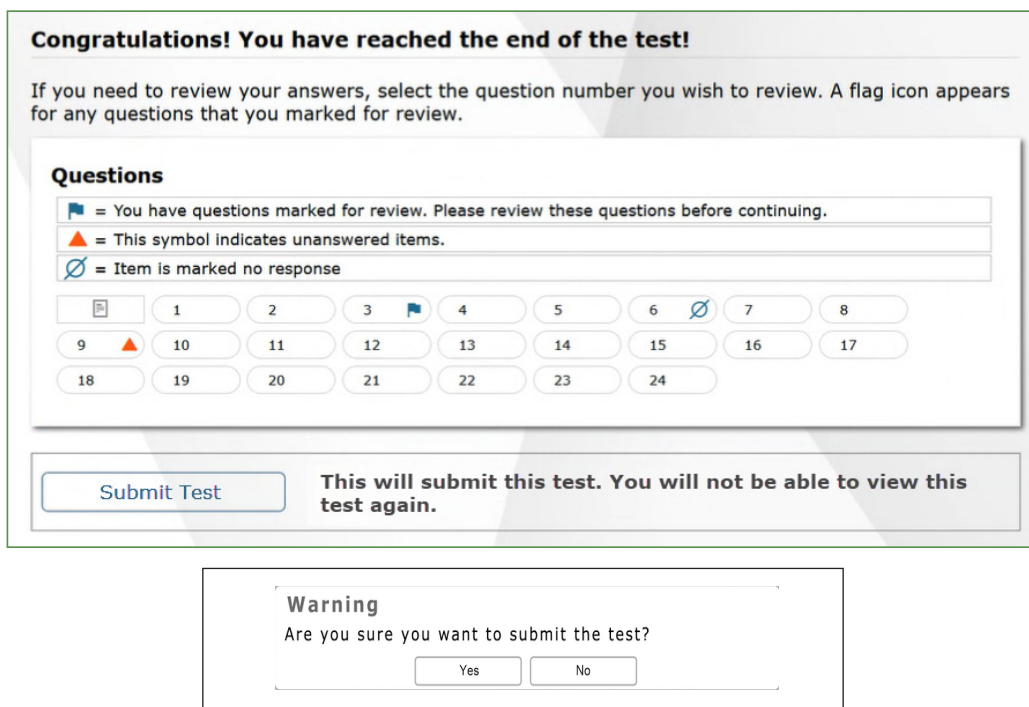 Congratulations! You have reached the end of the test!
If you need to review your answers, select the question number you wish to review. A flag icon appears
for any questions that you marked for review.
Questions
= You have questions marked for review. Please review these questions before continuing.
= This symbol indicates unanswered items.
= Item is marked no response
1 2 3 4 5 6 7 8
9 10 11 12 13 14 15 16 17
18 19 20 21 22 23 24
Submit Test
This will submit this test. You will not be able to view this
test again.
Warning
Are you sure you want to submit the test?
Yes No